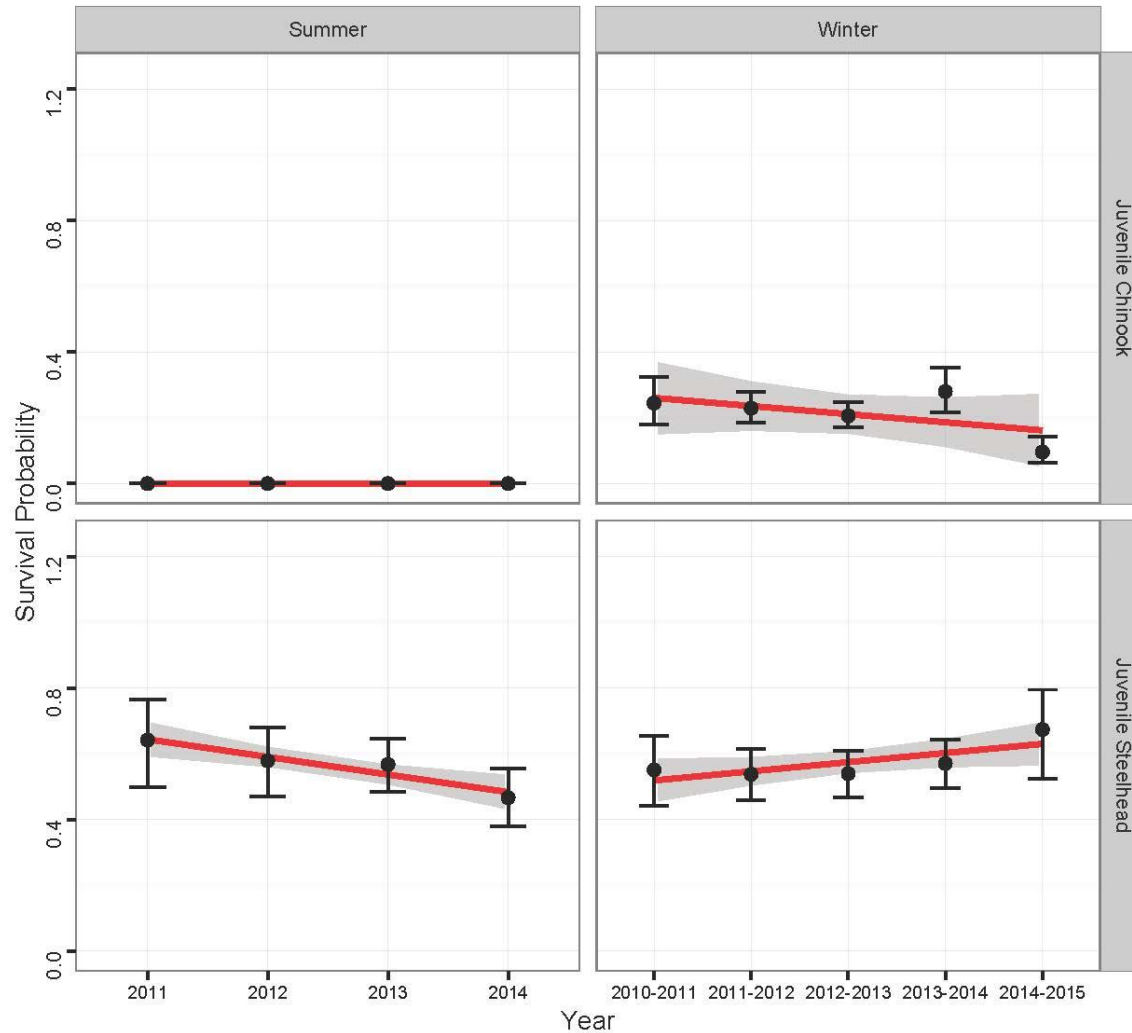 Summer
Winter
1.2
0.8
0.4
0.0
Juvenile Chinook
1.2
0.8
0.4
0.0
Juvenile Steelhead
Survival Probability
2011 2012 2013 2014
2010-2011 2011-2012 2012-2013 2013-2014 2014-2015
Year